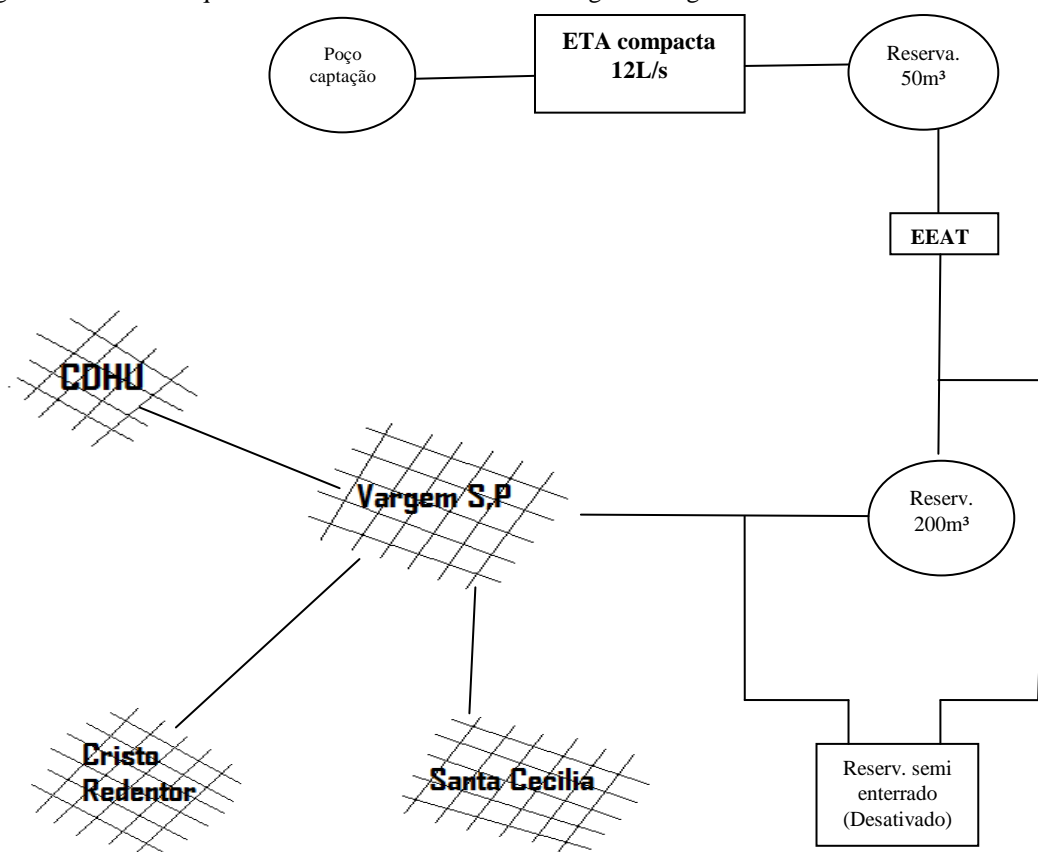 Poço
captação
ETA compacta
12L/s
Reserva.
50m³
EEAT
CDHU
Vargem S,P
Reserv.
200m³
Cristo
Redentor
Santa Cecilia
Reserv. semi
enterrado
(Desativado)